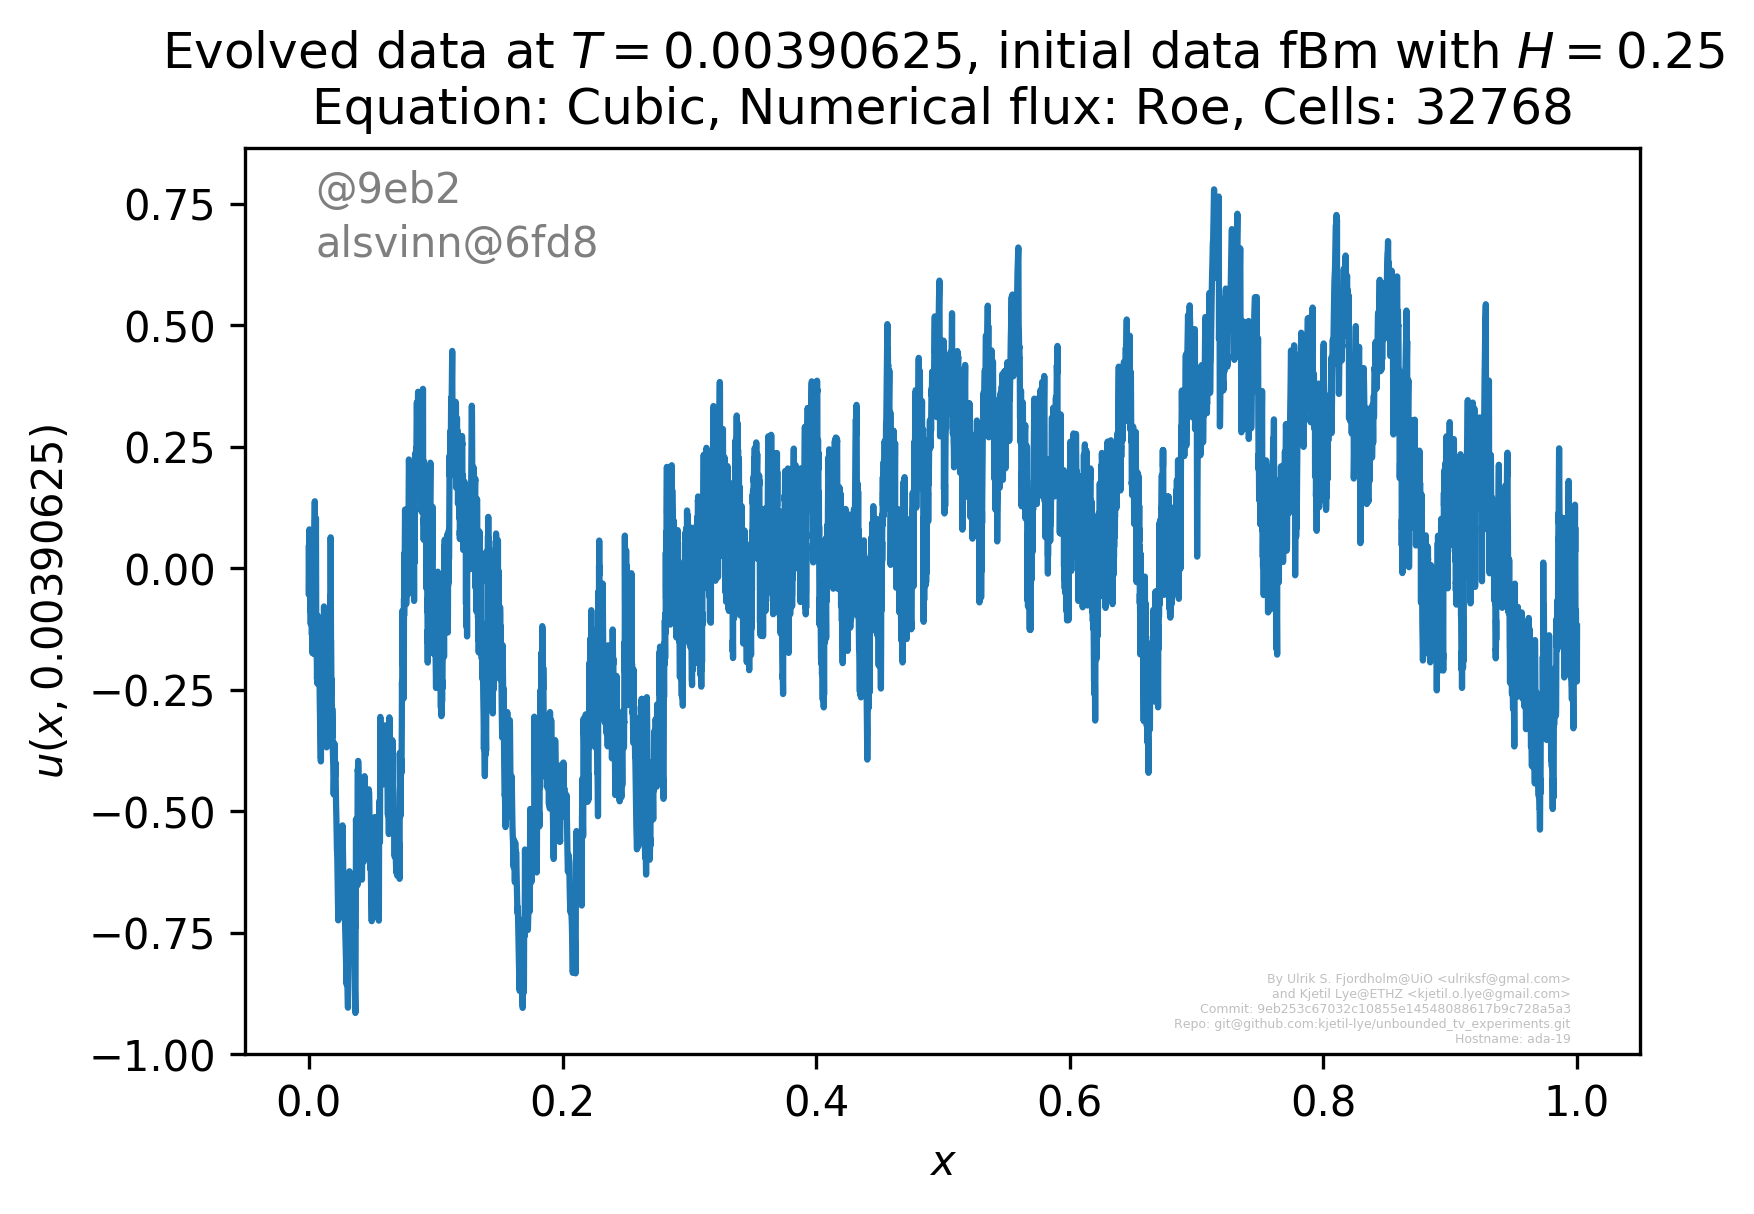 Evolved data at T = 0.00390625, initial data fBm with H = 0.25
Equation: Cubic, Numerical flux: Roe, Cells: 32768
@9eb2
alsvinn@6fd8
0.75
0.50
0.25
0.00
−0.25
−0.50
−0.75
−1.00
u(x, 0.00390625)
0.0 0.2 0.4 0.6 0.8 1.0
x
By Ulrik S. Fjordholm@UiO <ulriksf@gmal.com>
and Kjetil Lye@ETHZ <kjetil.o.lye@gmail.com>
Commit: 9eb253c67032c10855e14548088617b9c728a5a3
Repo: git@github.com:kjetil-lye/unbounded_tv_experiments.git
Hostname: ada-19